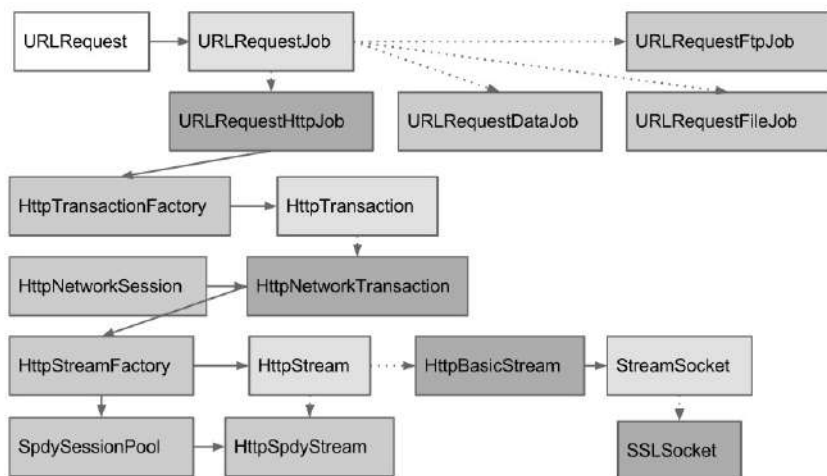 URLRequest
URLRequestJob
URLRequestFtpJob
URLRequestHttpJob
URLRequestDataJob
URLRequestFileJob
HttpTransactionFactory
HttpTransaction
HttpNetworkSession
HttpNetworkTransaction
HttpStreamFactory
HttpStream
HttpBasicStream
StreamSocket
SpdySessionPool
HttpSpdyStream
SSLSocket